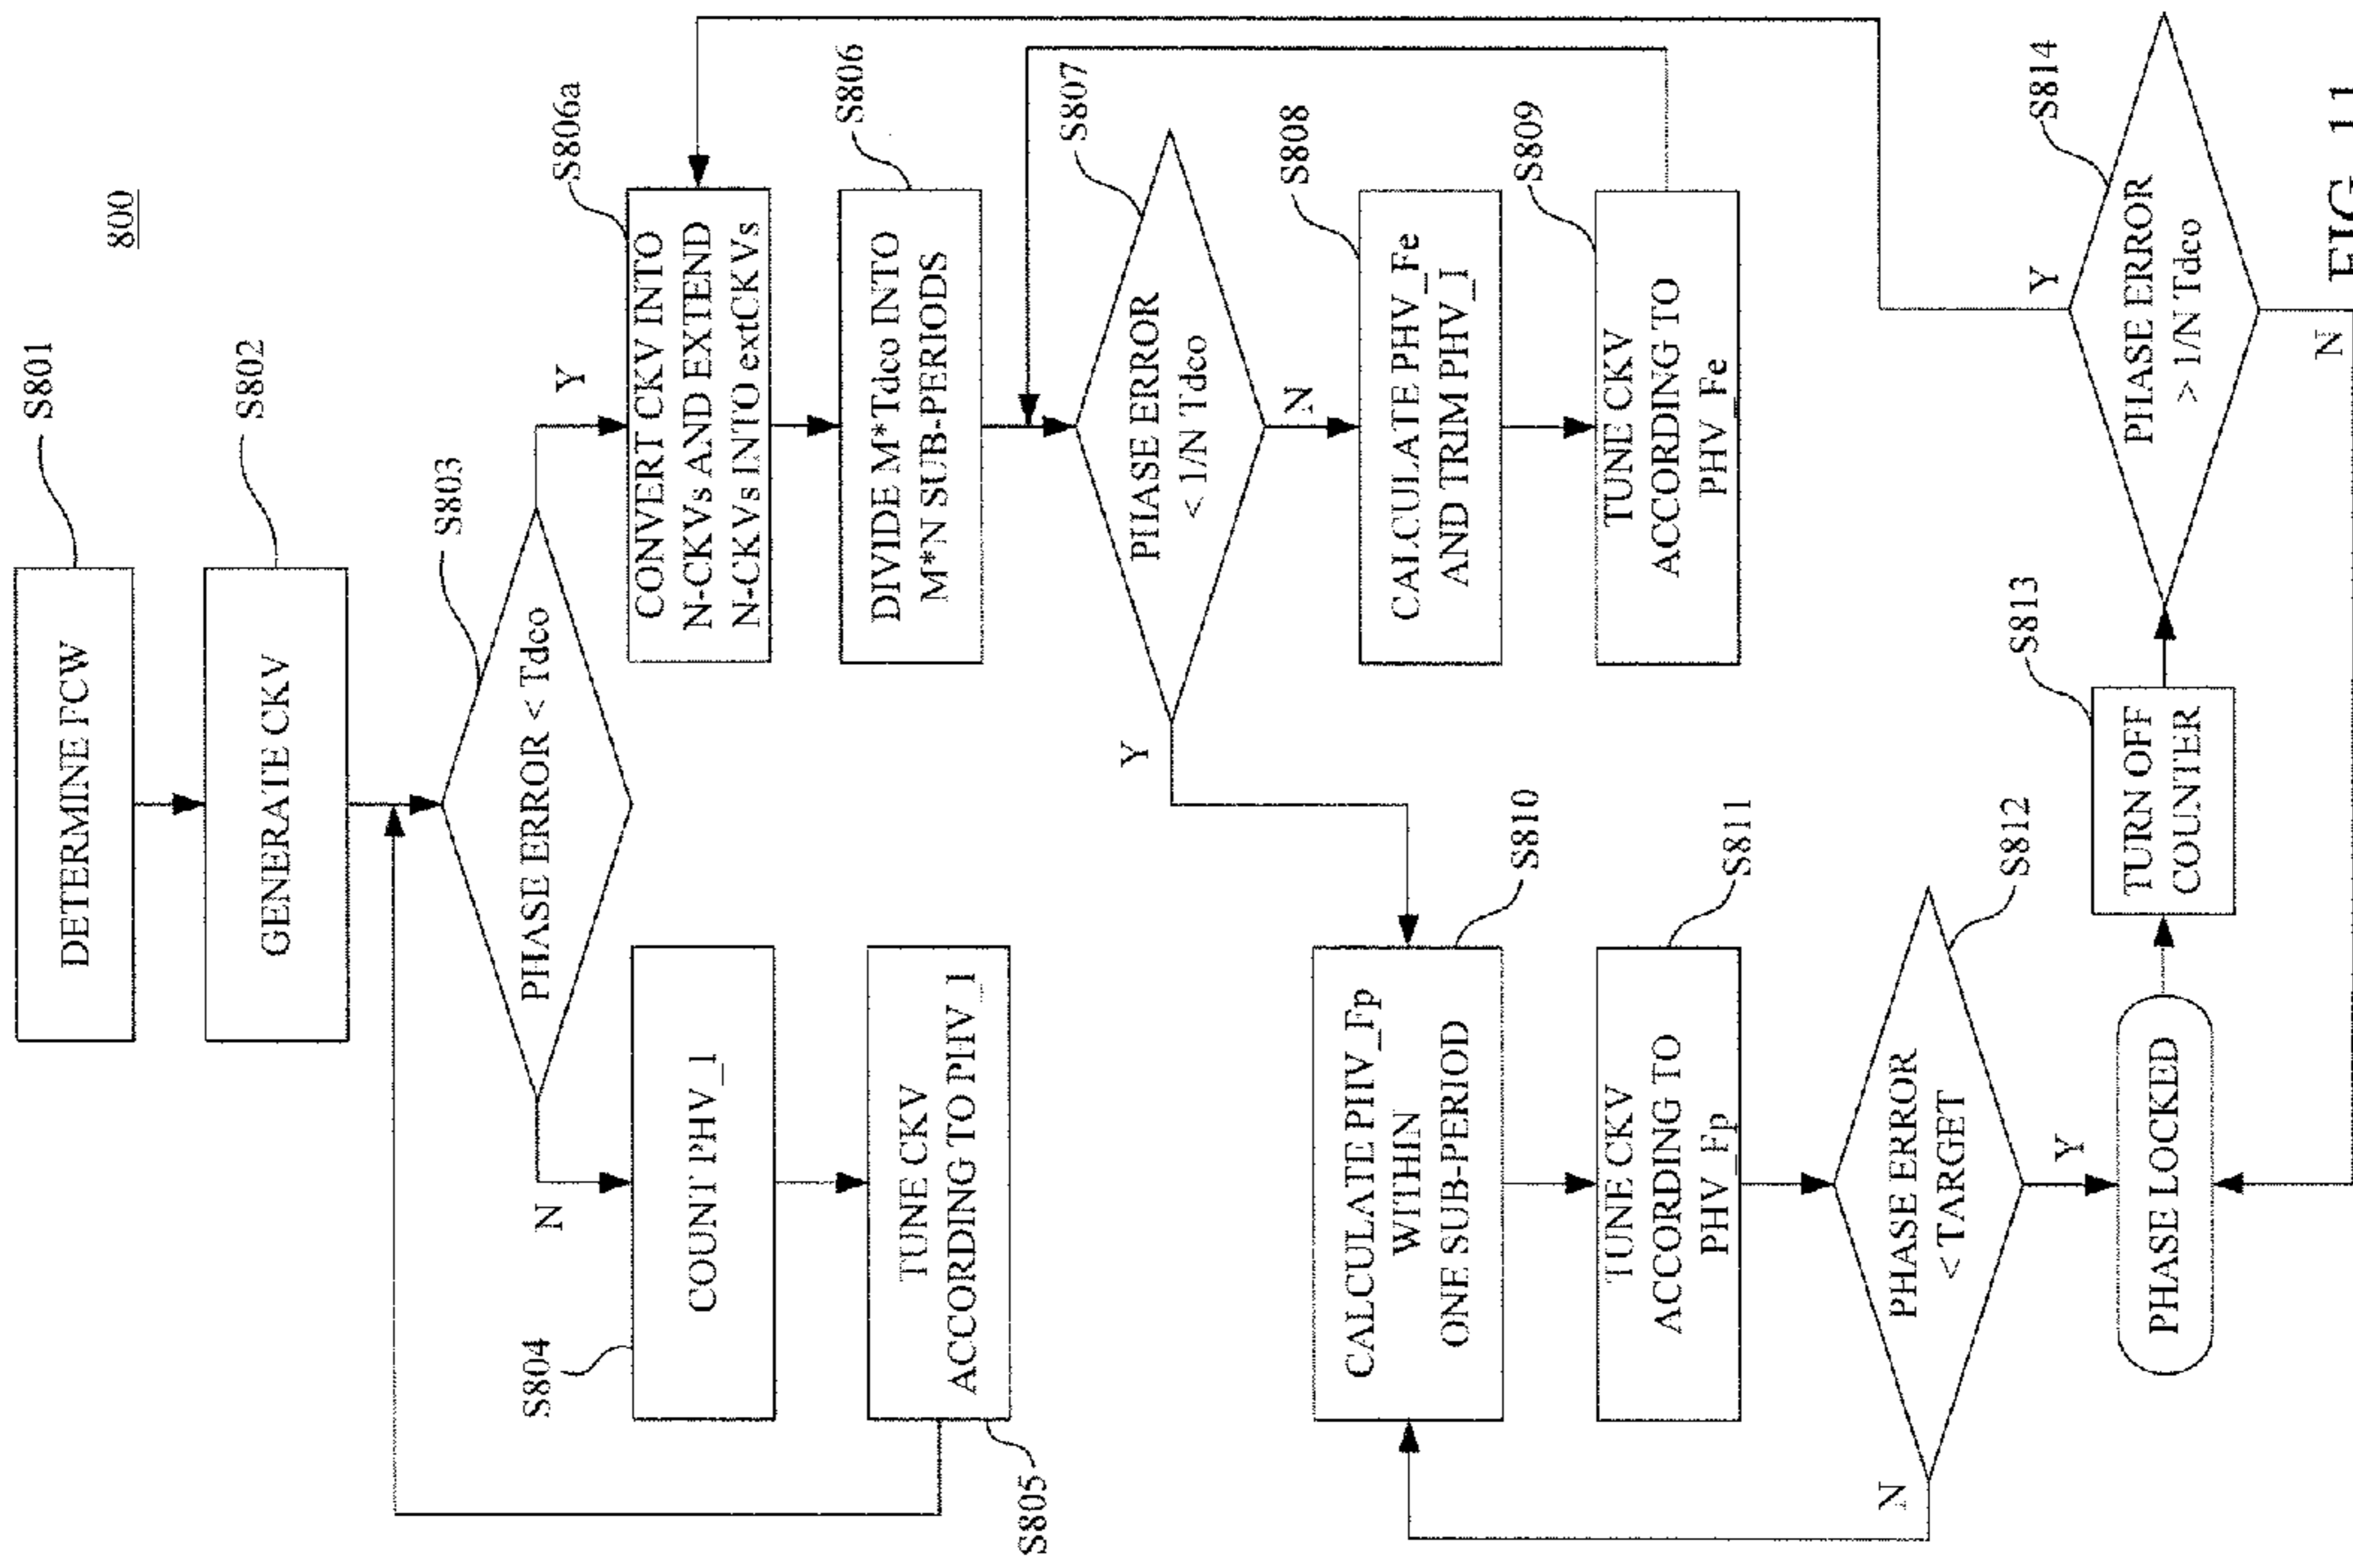 800
DETERMINE FCW
S801
GENERATE CKV
S802
PHASE ERROR < Tdco
S803
N
Y
S804
COUNT PHV_I
TUNE CKV
ACCORDING TO PHV_I
S805
CONVERT CKV INTO
N-CKVs AND EXTEND
N-CKVs INTO extCKVs
S806a
DIVIDE M*Tdco INTO
M*N SUB-PERIODS
S806
PHASE ERROR
< 1/N Tdco
S807
Y
N
CALCULATE PHV_Fe
AND TRIM PHV_I
S808
TUNE CKV
ACCORDING TO
PHV_Fe
S809
CALCULATE PHV_Fp
WITHIN
ONE SUB-PERIOD
S810
TUNE CKV
ACCORDING TO
PHV_Fp
S811
PHASE ERROR
< TARGET
S812
N
Y
PHASE LOCKED
TURN OFF
COUNTER
S813
PHASE ERROR
> 1/N Tdco
S814
Y
N
FIG. 11